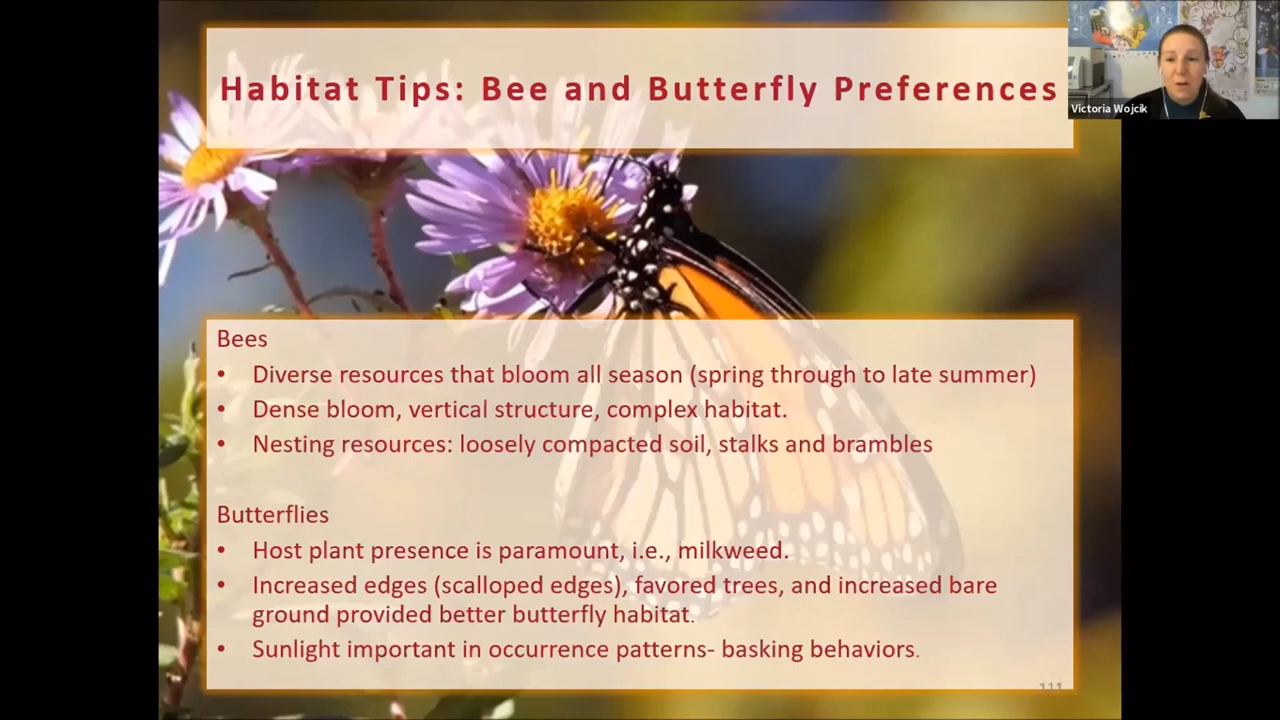 Habitat Tips: Bee and Butterfly Preferences
Victoria Wojcik
Bees
• Diverse resources that bloom all season (spring through to late summer)
• Dense bloom, vertical structure, complex habitat.
• Nesting resources: loosely compacted soil, stalks and brambles
Butterflies
• Host plant presence is paramount, i.e., milkweed.
• Increased edges (scalloped edges), favored trees, and increased bare
ground provided better butterfly habitat.
• Sunlight important in occurrence patterns- basking behaviors.
111